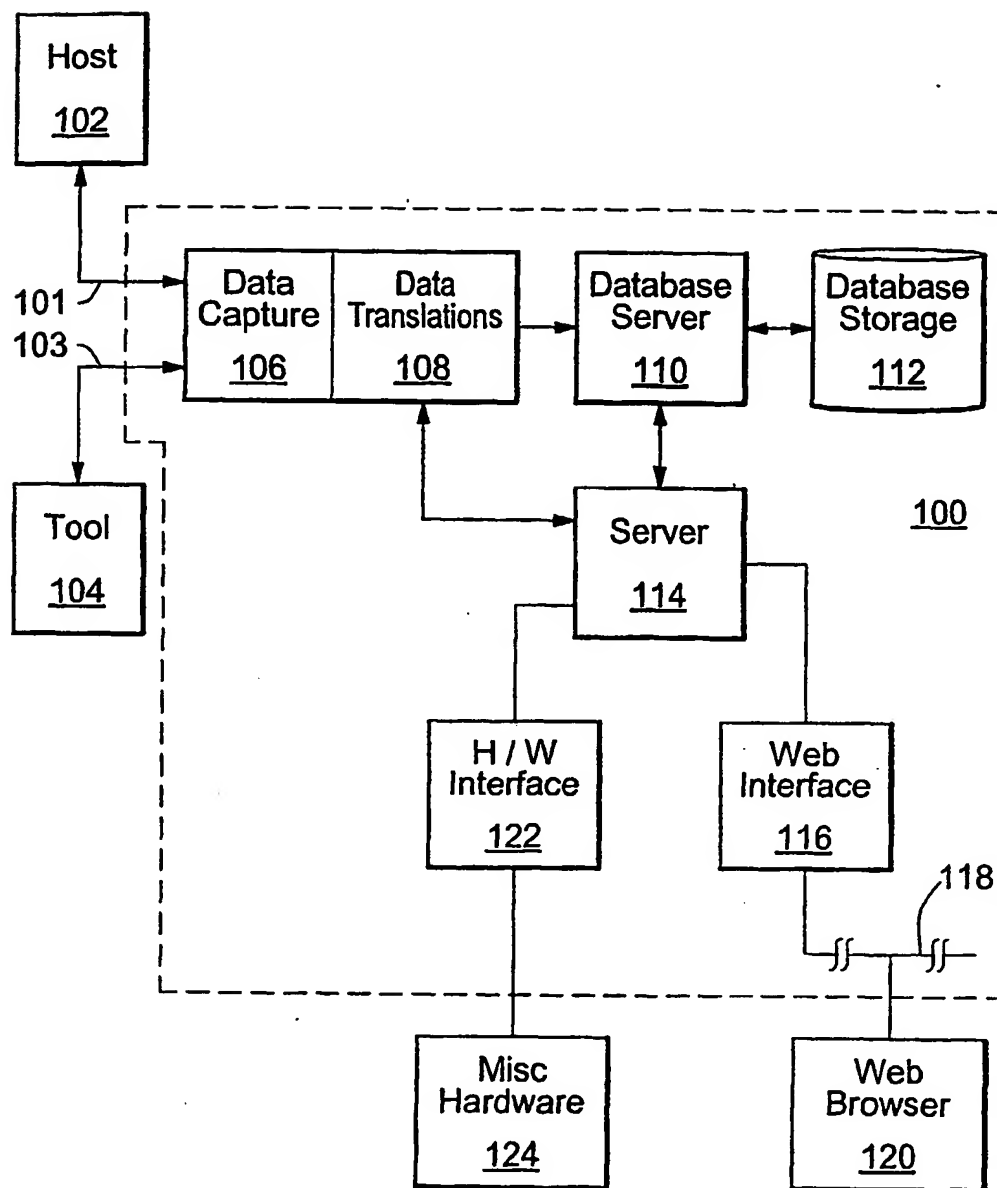 Host
102
101
103
Data
Capture
106
Data
Translations
108
Database
Server
110
Database
Storage
112
Tool
104
Server
114
100
H / W
Interface
122
Web
Interface
116
118
Misc
Hardware
124
Web
Browser
120